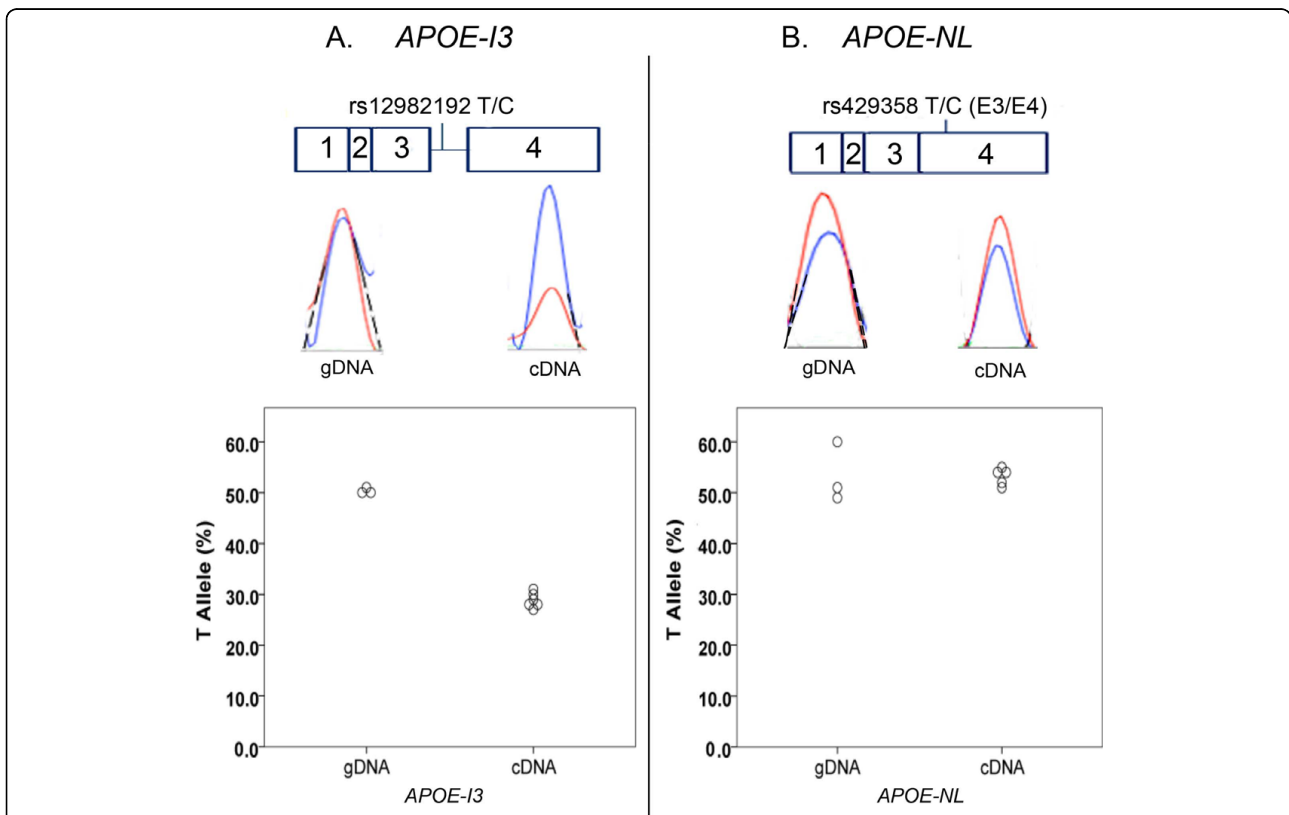 A. APOE-I3
rs12982192 T/C
1 2 3 4
gDNA cDNA
60.0
50.0
40.0
30.0
20.0
10.0
0.0
T Allele (%)
gDNA cDNA
APOE-I3
B. APOE-NL
rs429358 T/C (E3/E4)
1 2 3 4
gDNA cDNA
60.0
50.0
40.0
30.0
20.0
10.0
0.0
T Allele (%)
gDNA cDNA
APOE-NL